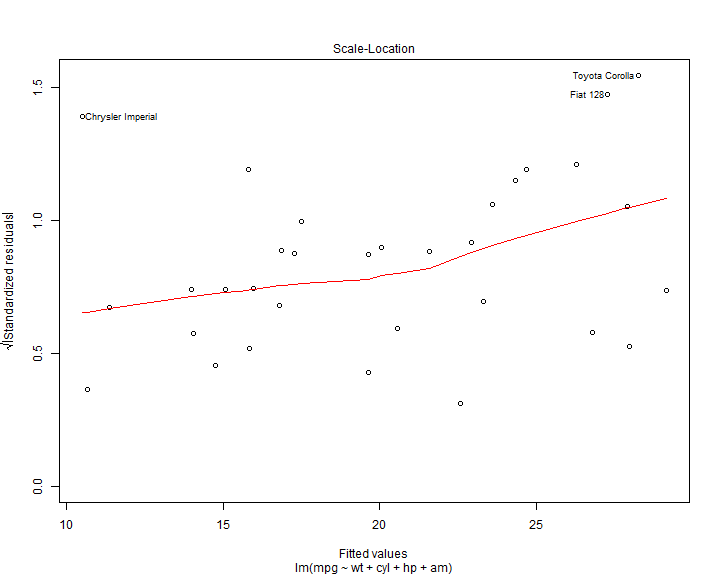 Scale-Location
Toyota Corolla
Fiat 128
Chrysler Imperial
√|Standardized residuals|
0.0
0.5
1.0
1.5
10
15
20
25
Fitted values
lm(mpg ~ wt + cyl + hp + am)